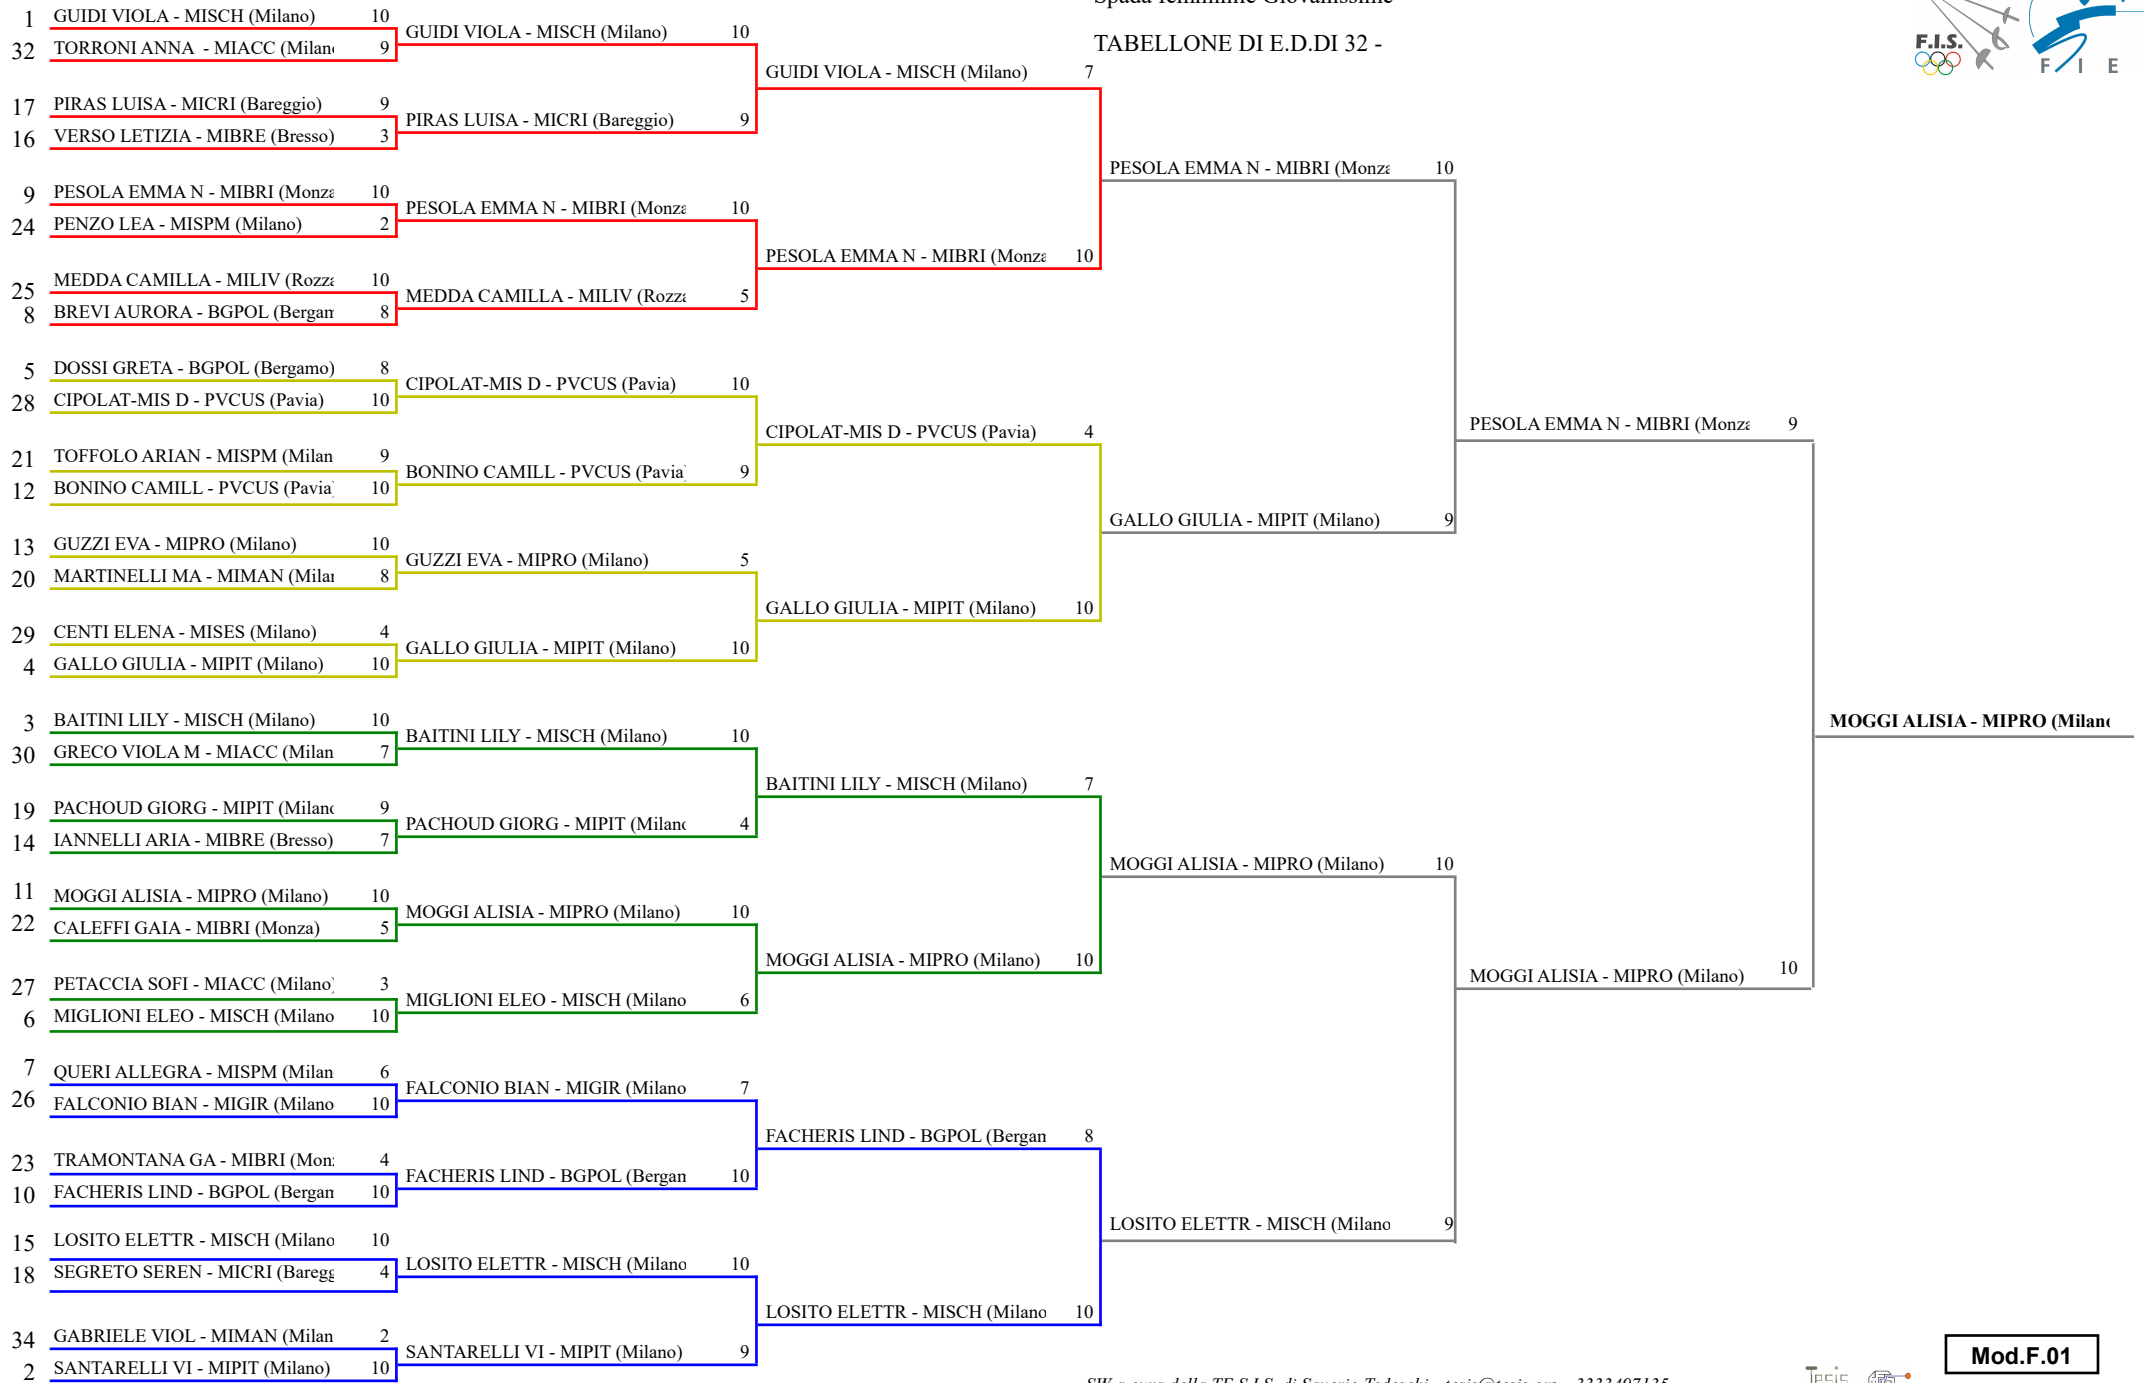 TABELLONE DI E.D.DI 32 -
F.I.S.
F I E
1 GUIDI VIOLA - MISCH (Milano) 10
32 TORRONI ANNA - MIACC (Milan 9
17 PIRAS LUISA - MICRI (Bareggio) 9
16 VERSO LETIZIA - MIBRE (Bresso) 3
9 PESOLA EMMA N - MIBRI (Monza 10
24 PENZO LEA - MISPM (Milano) 2
25 MEDDA CAMILLA - MILIV (Rozza 10
8 BREVI AURORA - BGPOL (Bergam 8
5 DOSSI GRETA - BGPOL (Bergamo) 8
28 CIPOLAT-MIS D - PVCUS (Pavia) 10
21 TOFFOLO ARIAN - MISPM (Milan 9
12 BONINO CAMILL - PVCUS (Pavia) 10
13 GUZZI EVA - MIPRO (Milano) 10
20 MARTINELLI MA - MIMAN (Milan 8
29 CENTI ELENA - MISES (Milano) 4
4 GALLO GIULIA - MIPIT (Milano) 10
3 BAITINI LILY - MISCH (Milano) 10
30 GRECO VIOLA M - MIACC (Milan 7
19 PACHOUD GIORG - MIPIT (Milano 9
14 IANNELLI ARIA - MIBRE (Bresso) 7
11 MOGGI ALISIA - MIPRO (Milano) 10
22 CALEFFI GAIA - MIBRI (Monza) 5
27 PETACCIA SOFI - MIACC (Milano) 3
6 MIGLIONI ELEO - MISCH (Milano 10
7 QUERI ALLEGRA - MISPM (Milan 6
26 FALCONIO BIAN - MIGIR (Milano 10
23 TRAMONTANA GA - MIBRI (Mon 4
10 FACHERIS LIND - BGPOL (Bergam 10
15 LOSITO ELETTR - MISCH (Milano 10
18 SEGRETO SEREN - MICRI (Baregg 4
34 GABRIELE VIOL - MIMAN (Milan 2
2 SANTARELLI VI - MIPIT (Milano) 10
GUIDI VIOLA - MISCH (Milano) 10
PIRAS LUISA - MICRI (Bareggio) 9
PESOLA EMMA N - MIBRI (Monza 10
MEDDA CAMILLA - MILIV (Rozza 5
CIPOLAT-MIS D - PVCUS (Pavia) 10
BONINO CAMILL - PVCUS (Pavia) 9
GUZZI EVA - MIPRO (Milano) 5
GALLO GIULIA - MIPIT (Milano) 10
BAITINI LILY - MISCH (Milano) 10
PACHOUD GIORG - MIPIT (Milano 4
MOGGI ALISIA - MIPRO (Milano) 10
MIGLIONI ELEO - MISCH (Milano 6
FALCONIO BIAN - MIGIR (Milano 7
FACHERIS LIND - BGPOL (Bergam 10
LOSITO ELETTR - MISCH (Milano 10
SANTARELLI VI - MIPIT (Milano) 9
GUIDI VIOLA - MISCH (Milano) 7
PESOLA EMMA N - MIBRI (Monza 10
CIPOLAT-MIS D - PVCUS (Pavia) 4
GALLO GIULIA - MIPIT (Milano) 10
BAITINI LILY - MISCH (Milano) 7
MOGGI ALISIA - MIPRO (Milano) 10
FACHERIS LIND - BGPOL (Bergam 8
LOSITO ELETTR - MISCH (Milano 10
PESOLA EMMA N - MIBRI (Monza 10
GALLO GIULIA - MIPIT (Milano) 9
MOGGI ALISIA - MIPRO (Milano) 10
LOSITO ELETTR - MISCH (Milano 9
PESOLA EMMA N - MIBRI (Monza 9
MOGGI ALISIA - MIPRO (Milano) 10
MOGGI ALISIA - MIPRO (Milano
Mod.F.01